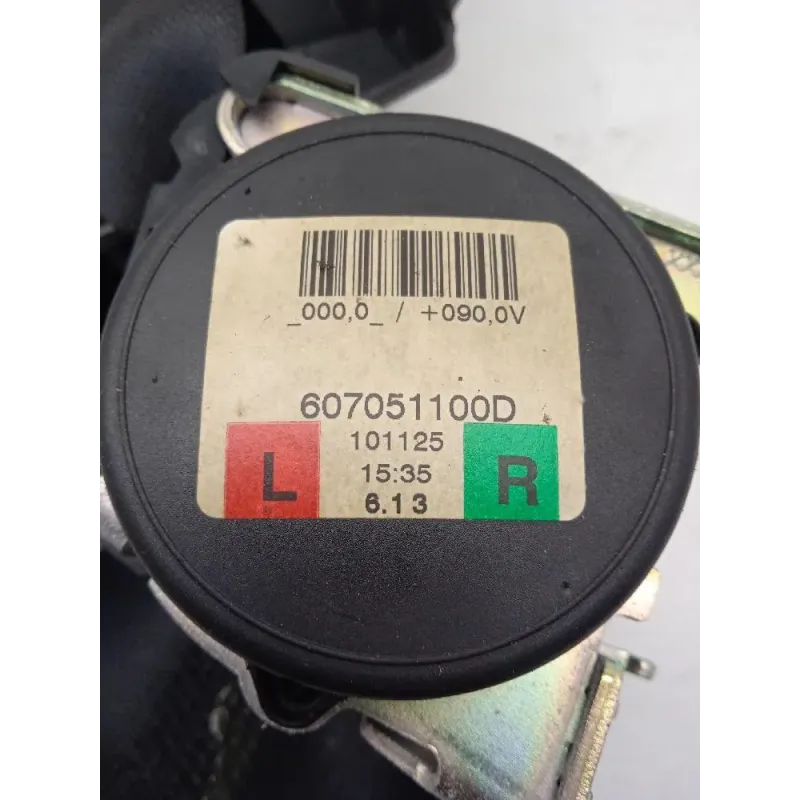 _000,0_ / +090,0V
607051100D
101125
L 15:35 R
6.13